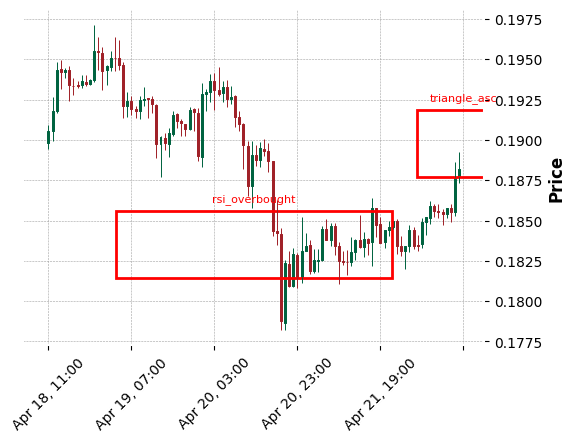 0.1975
0.1950
0.1925
0.1900
0.1875
0.1850
0.1825
0.1800
0.1775
Price
triangle_asc
rsi_overbought
Apr 18, 11:00
Apr 19, 07:00
Apr 20, 03:00
Apr 20, 23:00
Apr 21, 19:00